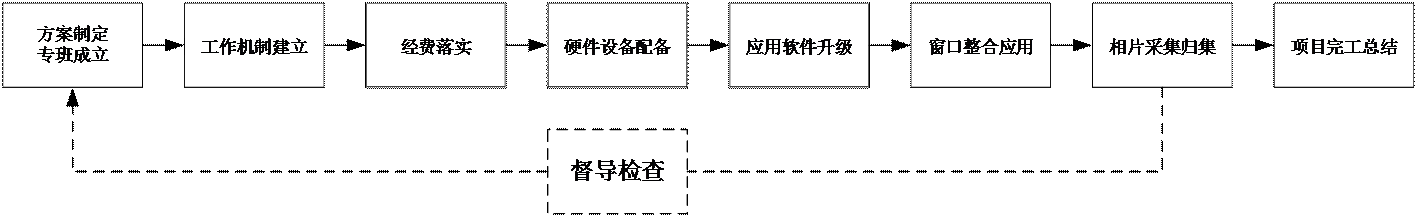 方案制定
专班成立
工作机制建立
经费落实
硬件设备配备
应用软件升级
窗口整合应用
相片采集归集
项目完工总结
督导检查